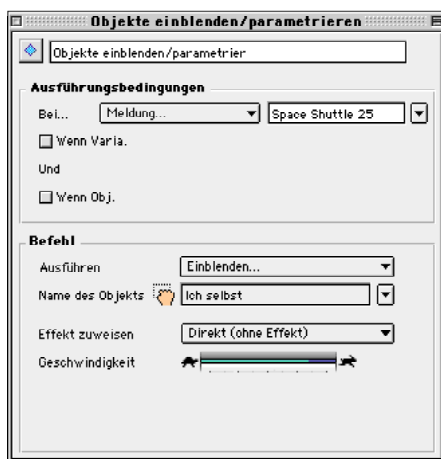 Objekte einblenden/parametrieren
Objekte einblenden/parametrier
Ausführungsbedingungen
Bei... Meldung... Space Shuttle 25
Wenn Varia.
Und
Wenn Obj.
Befehl
Ausführen Einblenden...
Name des Objekts Ich selbst
Effekt zuweisen Direkt (ohne Effekt)
Geschwindigkeit